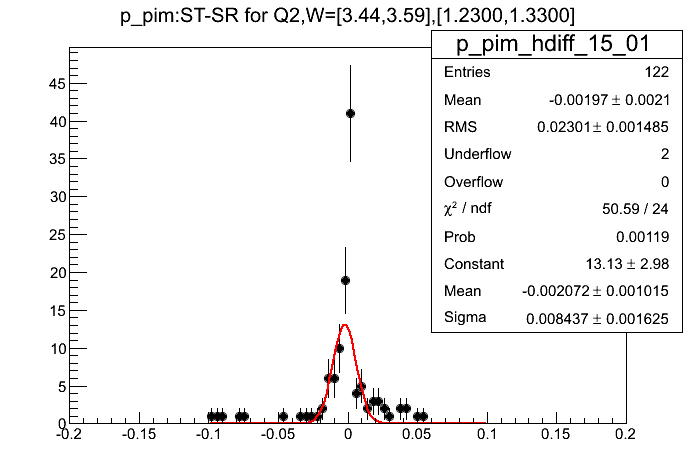 p_pim:ST-SR for Q2,W=[3.44,3.59],[1.2300,1.3300]
p_pim_hdiff_15_01
Entries 122
Mean -0.00197 ± 0.0021
RMS 0.02301 ± 0.001485
Underflow 2
Overflow 0
χ² / ndf 50.59 / 24
Prob 0.00119
Constant 13.13 ± 2.98
Mean -0.002072 ± 0.001015
Sigma 0.008437 ± 0.001625
45
40
35
30
25
20
15
10
5
0
-0.2 -0.15 -0.1 -0.05 0 0.05 0.1 0.15 0.2